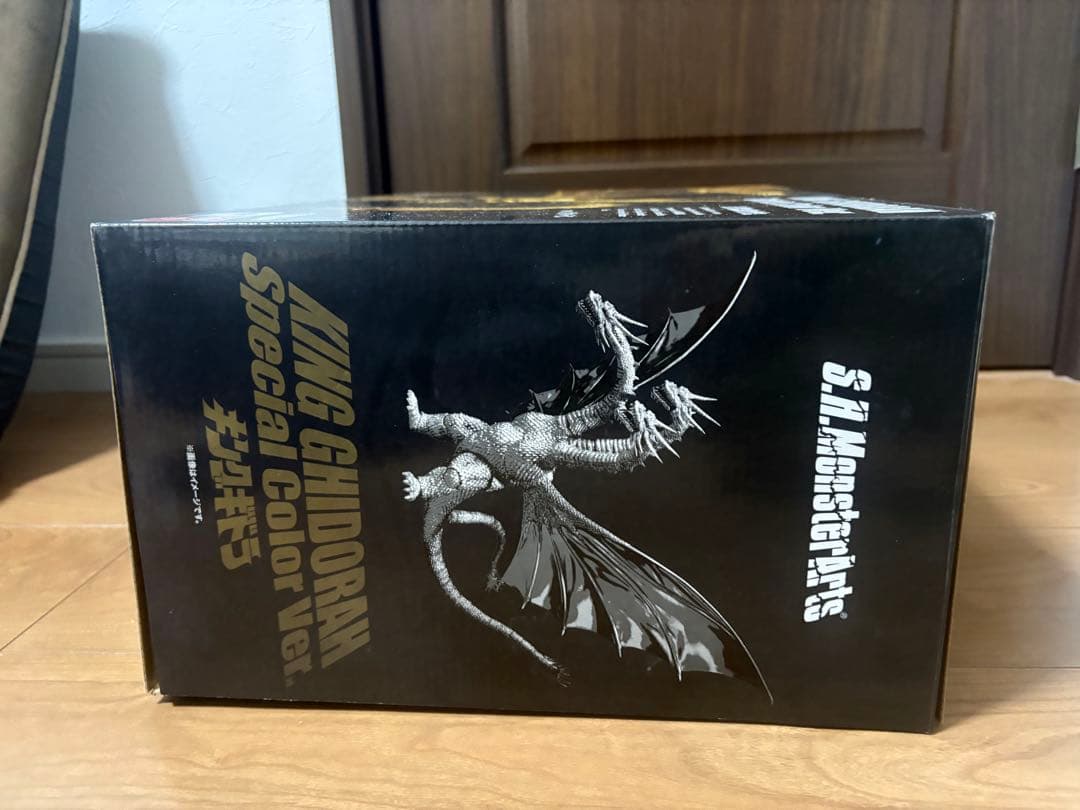 S.H.MonsterArts®
KING GHIDORAH
Special Color Ver.
キングギドラ
※画像はイメージです。